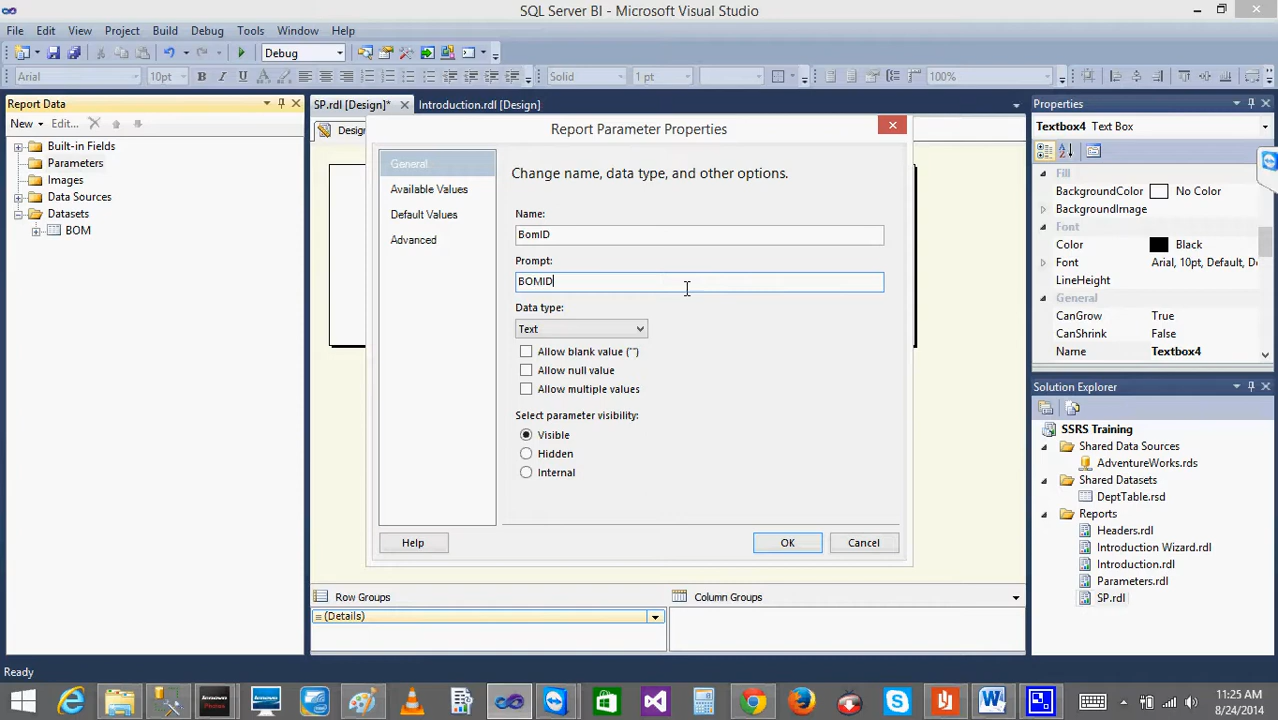 SQL Server BI - Microsoft Visual Studio
File Edit View Project Build Debug Tools Window Help
Debug
Arial 10pt B I U A Solid 1 pt 100%
Report Data
New Edit...
Built-in Fields
Parameters
Images
Data Sources
Datasets
BOM
SP.rdl [Design]* Introduction.rdl [Design]
Desig
Report Parameter Properties
General
Available Values
Default Values
Advanced
Change name, data type, and other options.
Name:
BomID
Prompt:
BOMID
Data type:
Text
Allow blank value ("")
Allow null value
Allow multiple values
Select parameter visibility:
Visible
Hidden
Internal
Help OK Cancel
Row Groups Column Groups
(Details)
Properties
Textbox4 Text Box
Fill
BackgroundColor No Color
BackgroundImage
Font
Color Black
Font Arial, 10pt, Default, De
LineHeight
General
CanGrow True
CanShrink False
Name Textbox4
Solution Explorer
SSRS Training
Shared Data Sources
AdventureWorks.rds
Shared Datasets
DeptTable.rsd
Reports
Headers.rdl
Introduction Wizard.rdl
Introduction.rdl
Parameters.rdl
SP.rdl
Ready
11:25 AM
8/24/2014